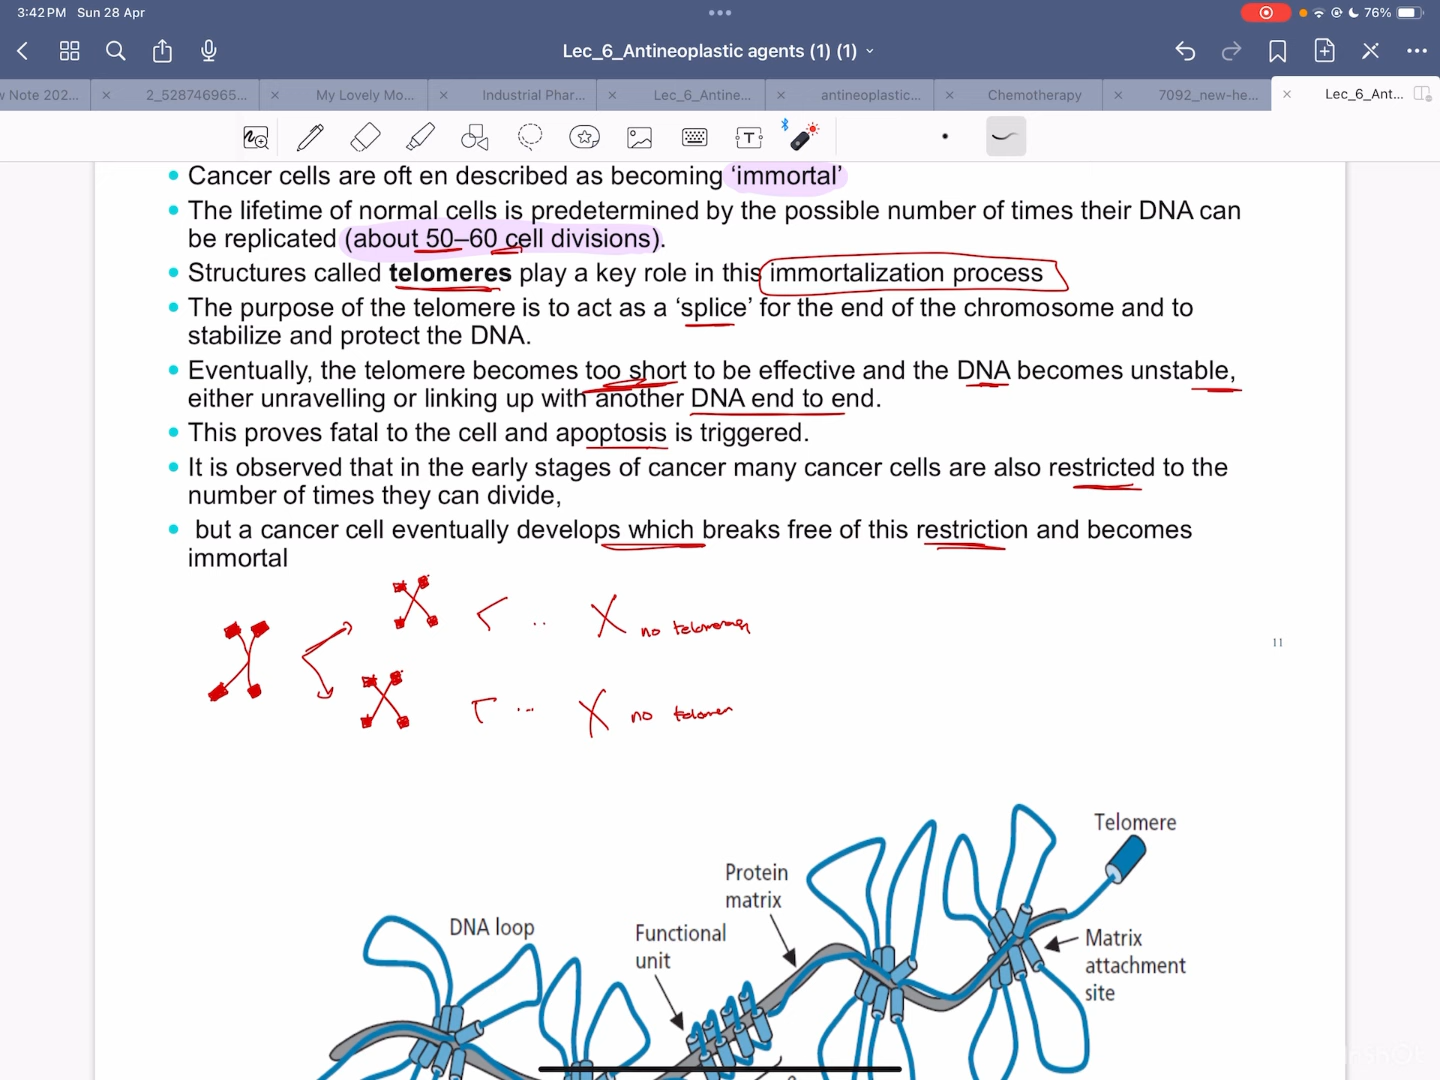 3:42 PM Sun 28 Apr
76%
Lec_6_Antineoplastic agents (1) (1)
w Note 202...
2_528746965...
My Lovely Mo...
Industrial Phar...
Lec_6_Antine...
antineoplastic...
Chemotherapy
7092_new-he...
Lec_6_Ant...
• Cancer cells are oft en described as becoming ‘immortal’
• The lifetime of normal cells is predetermined by the possible number of times their DNA can
be replicated (about 50–60 cell divisions).
• Structures called telomeres play a key role in this immortalization process
• The purpose of the telomere is to act as a ‘splice’ for the end of the chromosome and to
stabilize and protect the DNA.
• Eventually, the telomere becomes too short to be effective and the DNA becomes unstable,
either unravelling or linking up with another DNA end to end.
• This proves fatal to the cell and apoptosis is triggered.
• It is observed that in the early stages of cancer many cancer cells are also restricted to the
number of times they can divide,
• but a cancer cell eventually develops which breaks free of this restriction and becomes
immortal
no
11
no
Telomere
Protein
matrix
DNA loop
Functional
unit
Matrix
attachment
site